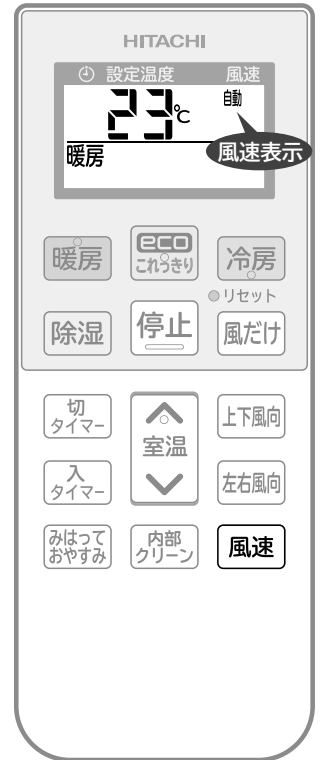 HITACHI
設定温度 風速
23℃ 自動
暖房
風速表示
暖房 eco これっきり 冷房
リセット
除湿 停止 風だけ
切タイマー 室温 上下風向
入タイマー 左右風向
みはっておやすみ 内部クリーン 風速